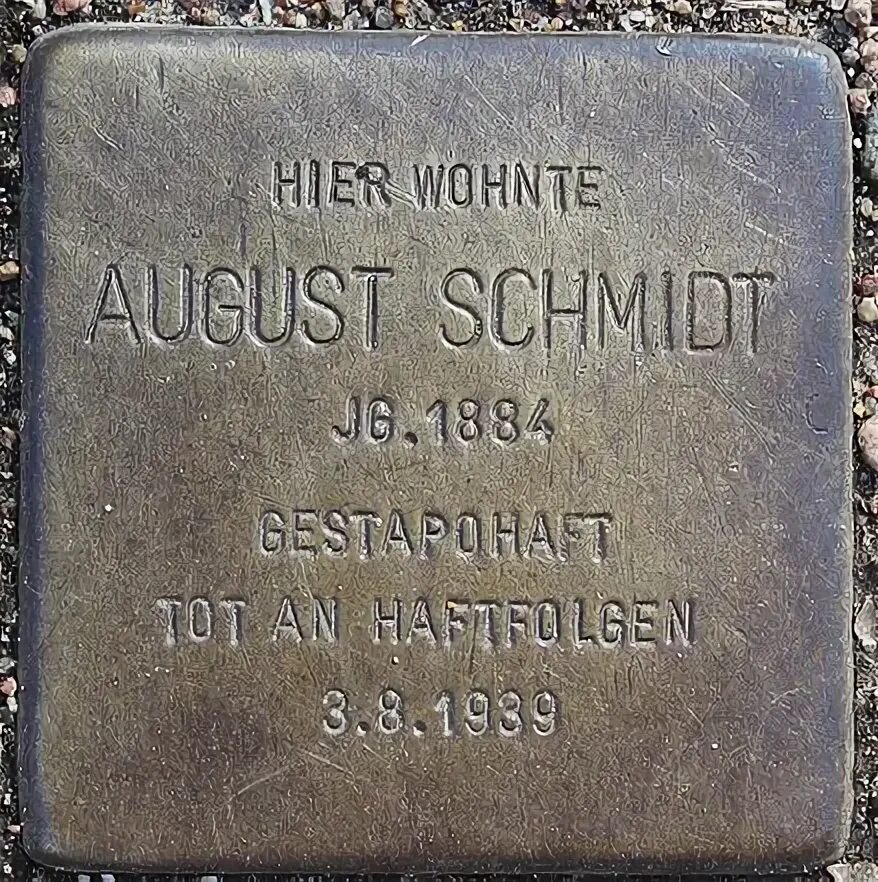 HIER WOHNTE
AUGUST SCHMIDT
JG. 1884
GESTAPOHAFT
TOT AN HAFTFOLGEN
3.8.1939